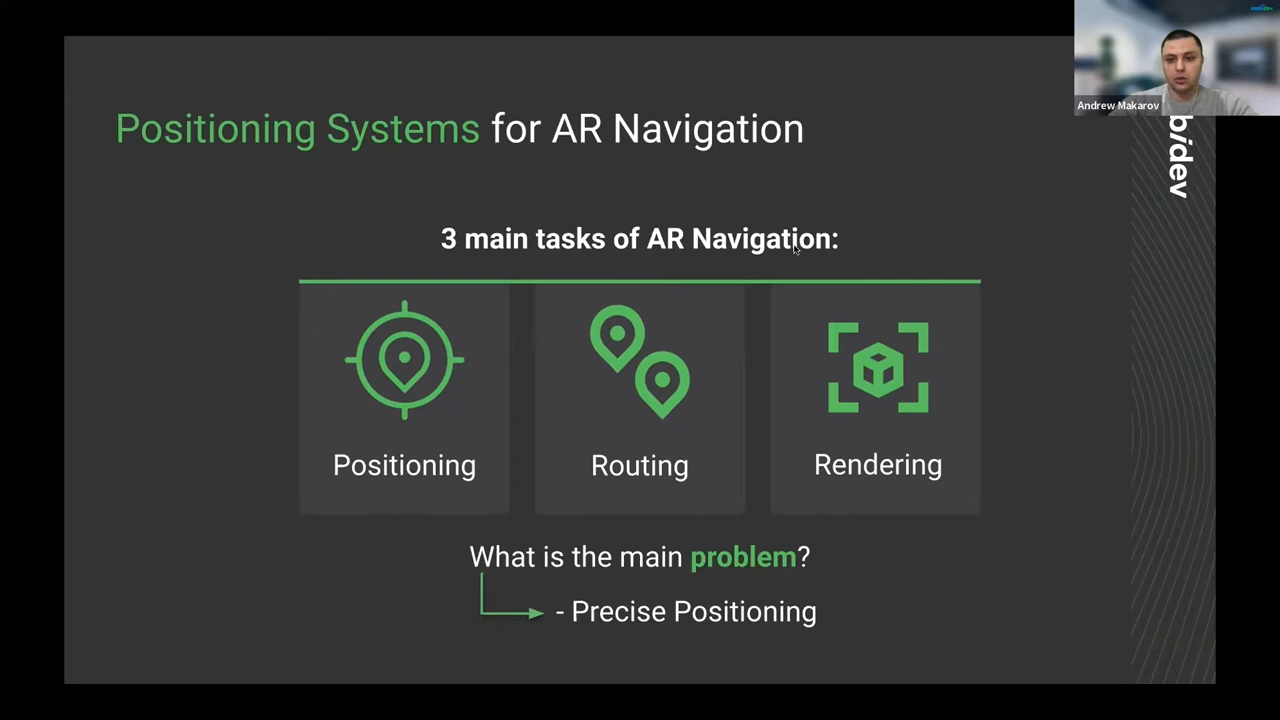 Positioning Systems for AR Navigation
Andrew Makarov
b/dev
3 main tasks of AR Navigation:
Positioning
Routing
Rendering
What is the main problem?
- Precise Positioning